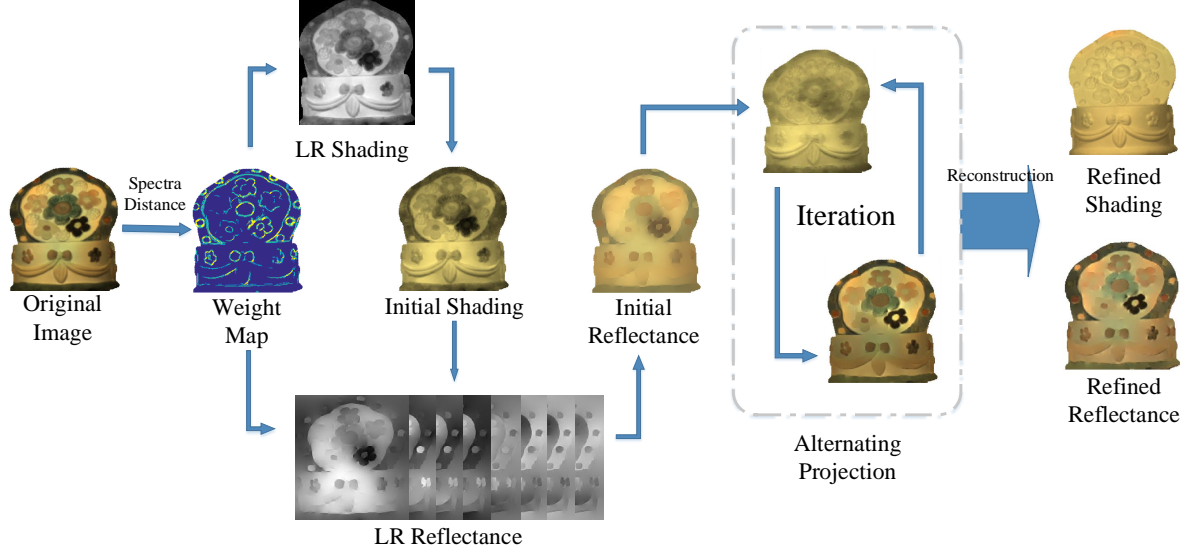 LR Shading
Spectra
Distance
Original
Image
Weight
Map
Initial Shading
LR Reflectance
Initial
Reflectance
Iteration
Alternating
Projection
Reconstruction
Refined
Shading
Refined
Reflectance